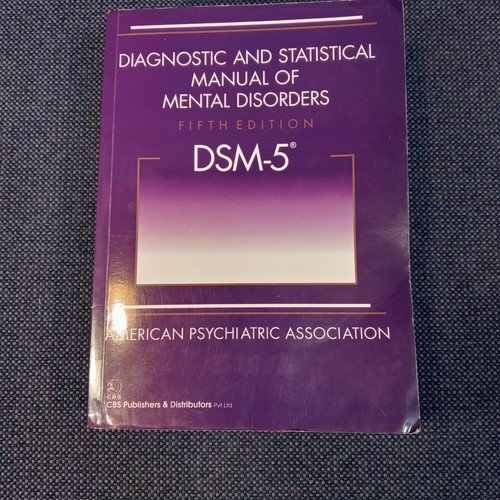 DIAGNOSTIC AND STATISTICAL
MANUAL OF
MENTAL DISORDERS
FIFTH EDITION
DSM-5®
AMERICAN PSYCHIATRIC ASSOCIATION
CBS
CBS Publishers & Distributors Pvt Ltd